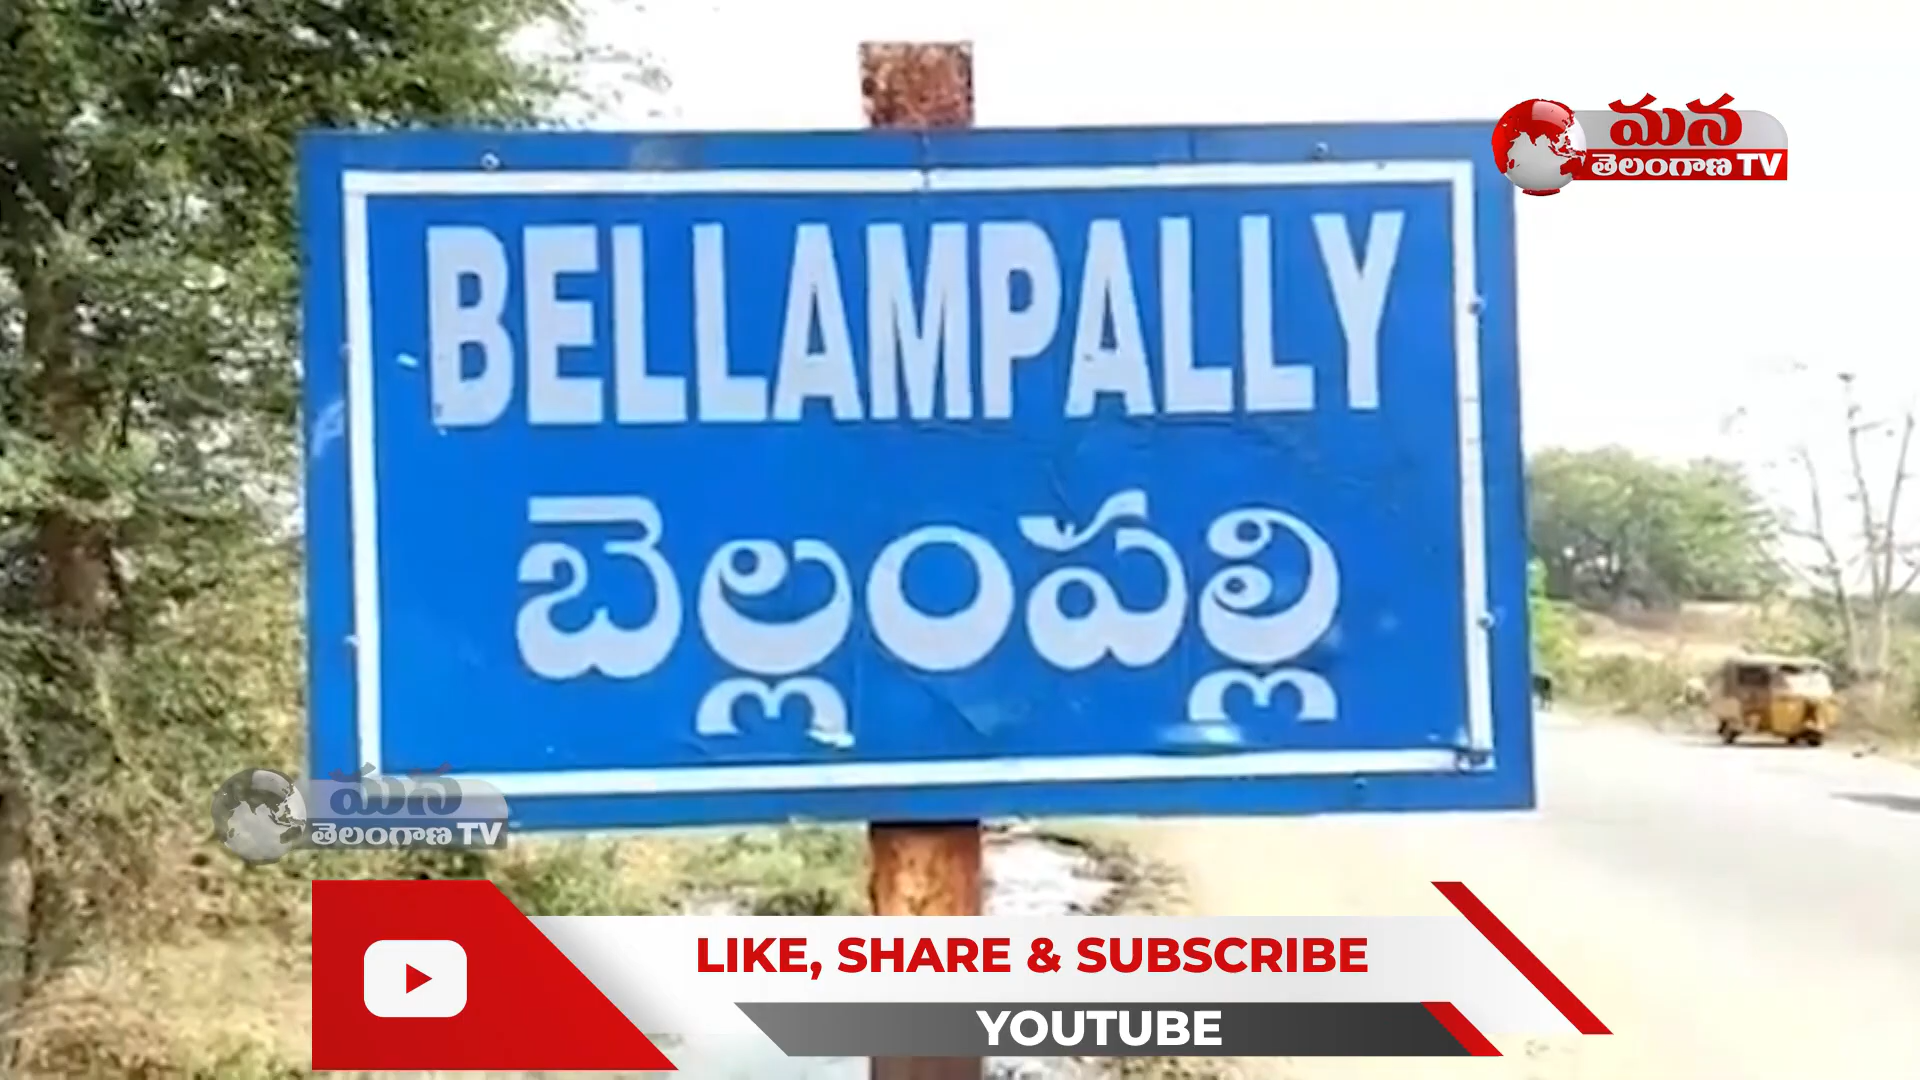 మన
తెలంగాణ TV
BELLAMPALLY
బెల్లంపల్లి
మన
తెలంగాణ TV
LIKE, SHARE & SUBSCRIBE
YOUTUBE